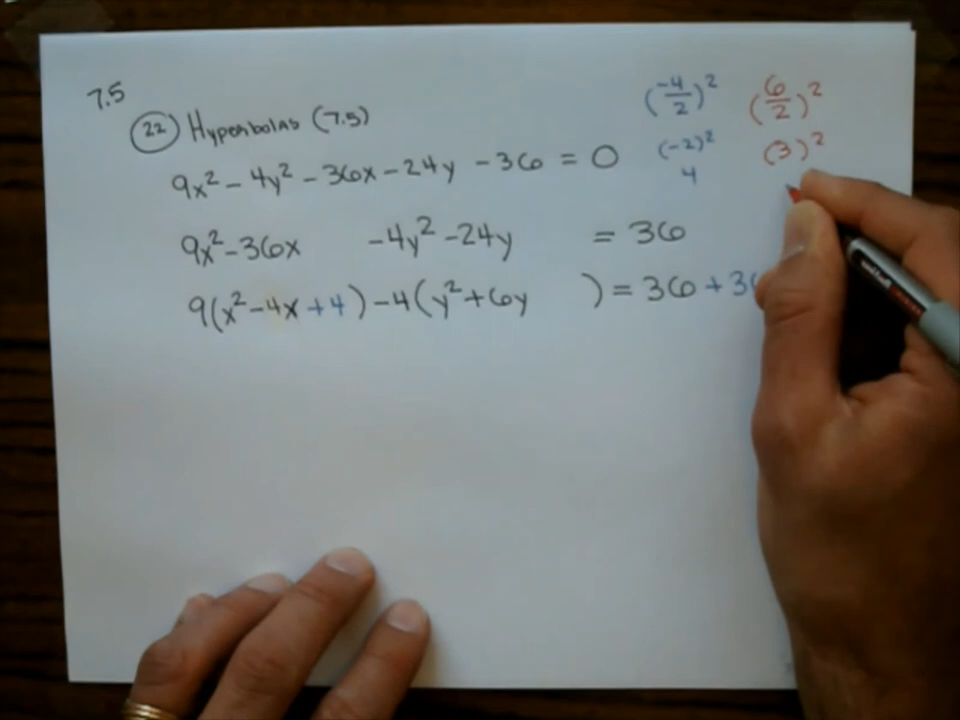 7.5
22 Hyperbolas (7.5)
9x² - 4y² - 36x - 24y - 36 = 0
9x² - 36x - 4y² - 24y = 36
9(x² - 4x + 4) - 4(y² + 6y ) = 36 + 36
(-4/2)²
(-2)²
4
(6/2)²
(3)²